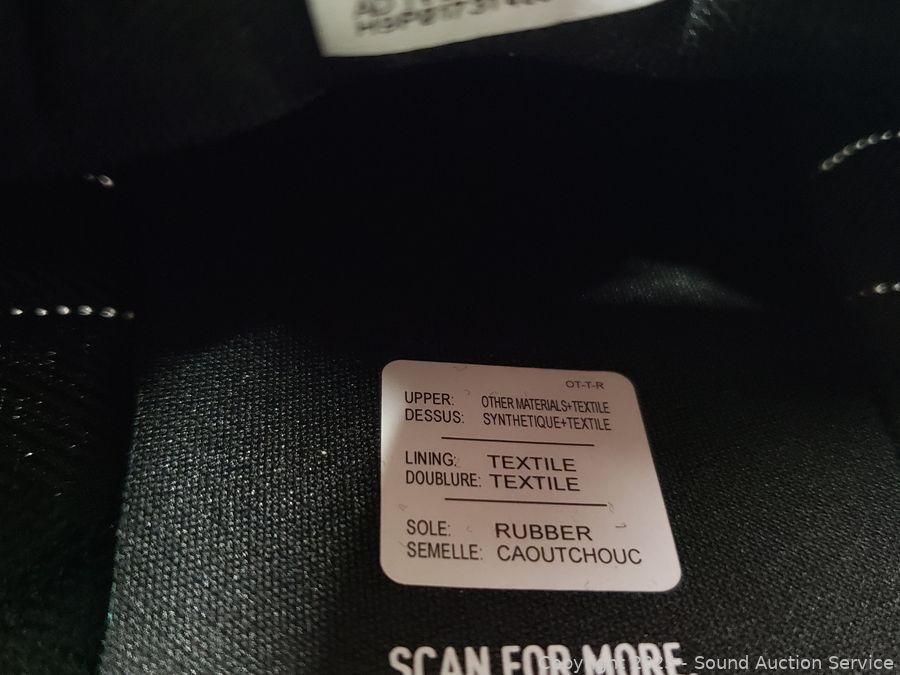 OT-T-R
UPPER: OTHER MATERIALS+TEXTILE
DESSUS: SYNTHETIQUE+TEXTILE
LINING: TEXTILE
DOUBLURE: TEXTILE
SOLE: RUBBER
SEMELLE: CAOUTCHOUC
SCAN FOR MORE.
Copyright - Sound Auction Service